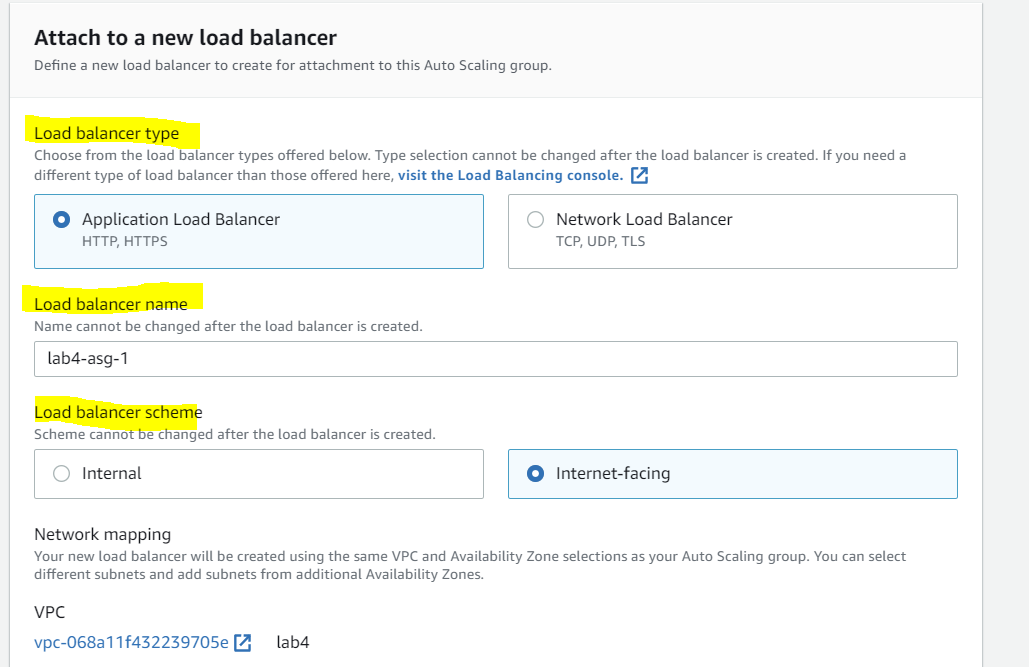 Attach to a new load balancer
Define a new load balancer to create for attachment to this Auto Scaling group.
Load balancer type
Choose from the load balancer types offered below. Type selection cannot be changed after the load balancer is created. If you need a
different type of load balancer than those offered here, visit the Load Balancing console.
Application Load Balancer
HTTP, HTTPS
Network Load Balancer
TCP, UDP, TLS
Load balancer name
Name cannot be changed after the load balancer is created.
lab4-asg-1
Load balancer scheme
Scheme cannot be changed after the load balancer is created.
Internal
Internet-facing
Network mapping
Your new load balancer will be created using the same VPC and Availability Zone selections as your Auto Scaling group. You can select
different subnets and add subnets from additional Availability Zones.
VPC
vpc-068a11f432239705e lab4